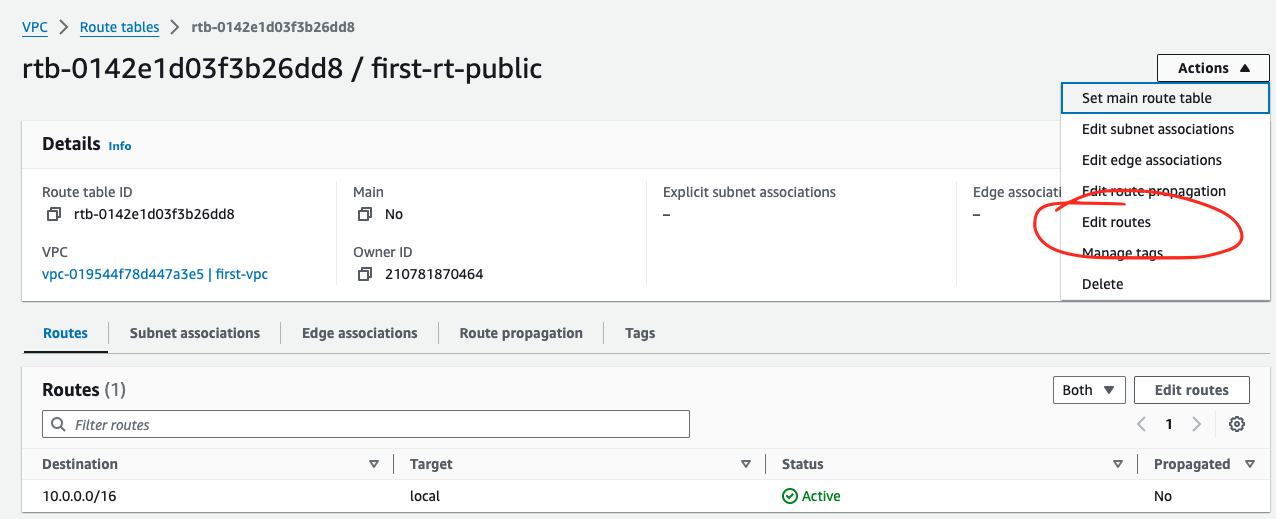 VPC > Route tables > rtb-0142e1d03f3b26dd8
rtb-0142e1d03f3b26dd8 / first-rt-public
Actions
Set main route table
Edit subnet associations
Edit edge associations
Edit route propagation
Edit routes
Manage tags
Delete
Details Info
Route table ID
rtb-0142e1d03f3b26dd8
Main
No
Explicit subnet associations
–
Edge associati
–
VPC
vpc-019544f78d447a3e5 | first-vpc
Owner ID
210781870464
Routes Subnet associations Edge associations Route propagation Tags
Routes (1)
Both Edit routes
Filter routes
1
Destination Target Status Propagated
10.0.0.0/16 local Active No